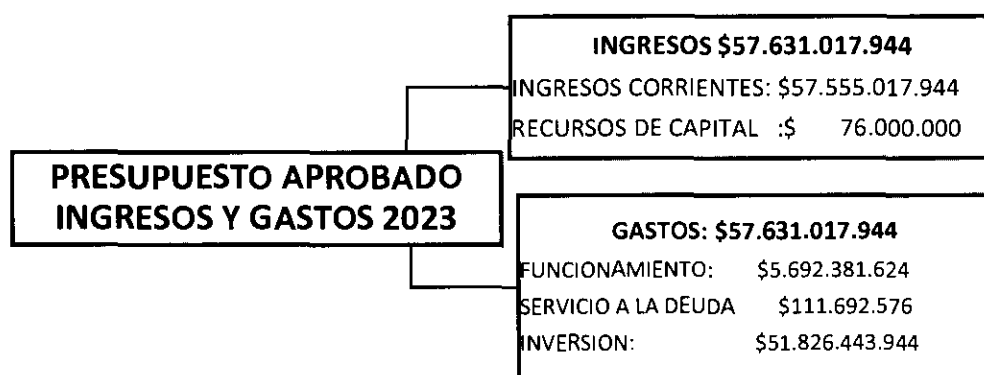 INGRESOS $57.631.017.944
INGRESOS CORRIENTES: $57.555.017.944
RECURSOS DE CAPITAL :$ 76.000.000
PRESUPUESTO APROBADO
INGRESOS Y GASTOS 2023
GASTOS: $57.631.017.944
FUNCIONAMIENTO: $5.692.381.624
SERVICIO A LA DEUDA $111.692.576
INVERSION: $51.826.443.944